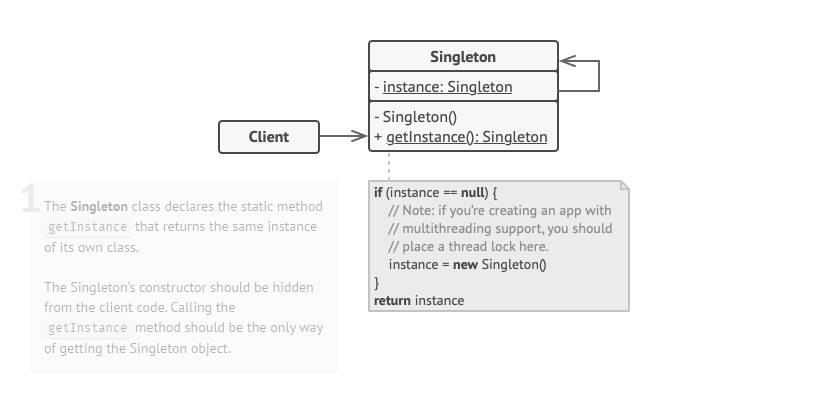 Singleton
- instance: Singleton
- Singleton()
+ getInstance(): Singleton
Client
1
The Singleton class declares the static method
getInstance that returns the same instance
of its own class.
The Singleton’s constructor should be hidden
from the client code. Calling the
getInstance method should be the only way
of getting the Singleton object.
if (instance == null) {
// Note: if you’re creating an app with
// multithreading support, you should
// place a thread lock here.
instance = new Singleton()
}
return instance